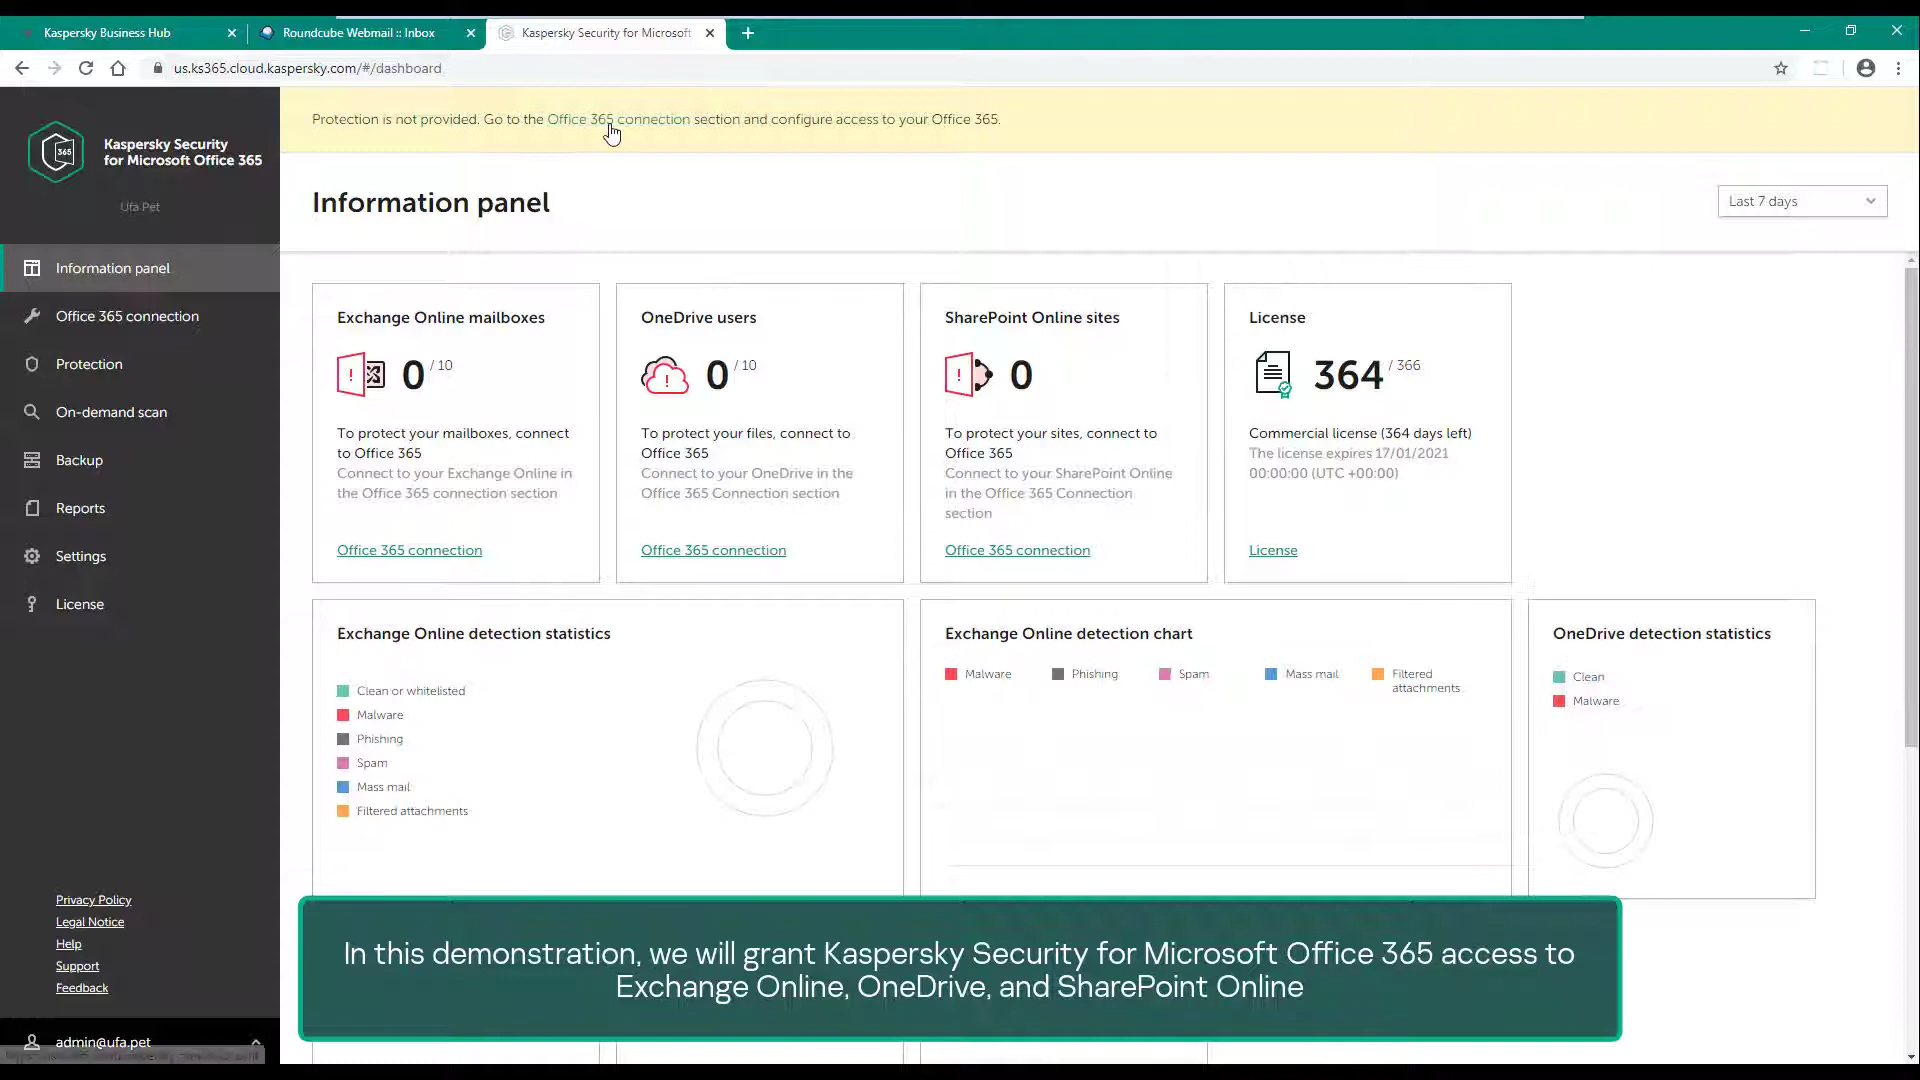 Kaspersky Business Hub
Roundcube Webmail :: Inbox
Kaspersky Security for Microsoft
us.ks365.cloud.kaspersky.com/#/dashboard
365
Kaspersky Security
for Microsoft Office 365
Ufa Pet
Information panel
Office 365 connection
Protection
On-demand scan
Backup
Reports
Settings
License
Privacy Policy
Legal Notice
Help
Support
Feedback
admin@ufa.pet
Protection is not provided. Go to the Office 365 connection section and configure access to your Office 365.
Information panel
Last 7 days
Exchange Online mailboxes
0 / 10
To protect your mailboxes, connect
to Office 365
Connect to your Exchange Online in
the Office 365 connection section
Office 365 connection
OneDrive users
0 / 10
To protect your files, connect to
Office 365
Connect to your OneDrive in the
Office 365 Connection section
Office 365 connection
SharePoint Online sites
0
To protect your sites, connect to
Office 365
Connect to your SharePoint Online
in the Office 365 Connection
section
Office 365 connection
License
364 / 366
Commercial license (364 days left)
The license expires 17/01/2021
00:00:00 (UTC +00:00)
License
Exchange Online detection statistics
Clean or whitelisted
Malware
Phishing
Spam
Mass mail
Filtered attachments
Exchange Online detection chart
Malware
Phishing
Spam
Mass mail
Filtered
attachments
OneDrive detection statistics
Clean
Malware
In this demonstration, we will grant Kaspersky Security for Microsoft Office 365 access to
Exchange Online, OneDrive, and SharePoint Online